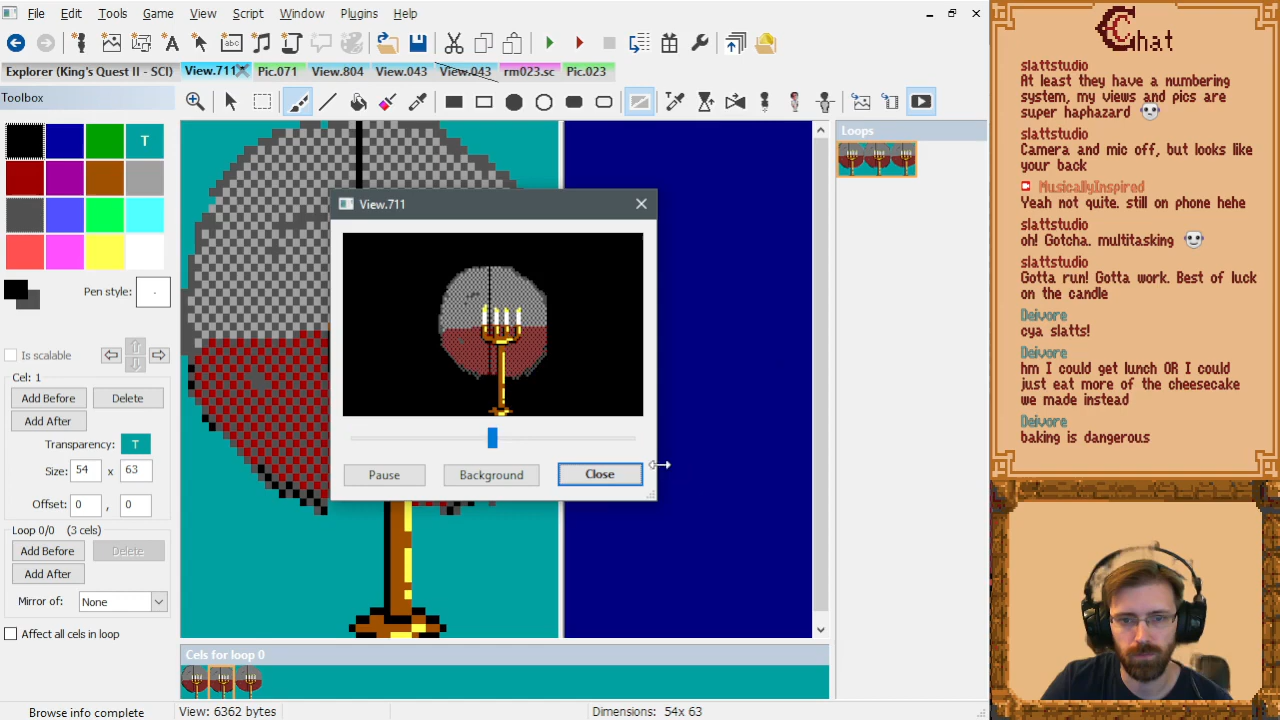 File Edit Tools Game View Script Window Plugins Help
Explorer (King's Quest II - SCI) View.711 Pic.071 View.804 View.043 View.043 rm023.sc Pic.023
Toolbox
T
Pen style:
Is scalable
Cel: 1
Add Before Delete
Add After
Transparency: T
Size: 54 x 63
Offset: 0 , 0
Loop 0/0 (3 cels)
Add Before Delete
Add After
Mirror of: None
Affect all cels in loop
View.711
Pause Background Close
Loops
Cels for loop 0
Browse info complete View: 6362 bytes Dimensions: 54x 63
Chat
slattstudio
At least they have a numbering
system, my views and pics are
super haphazard
slattstudio
Camera and mic off, but looks like
your back
MusicallyInspired
Yeah not quite. still on phone hehe
slattstudio
oh! Gotcha. multitasking
slattstudio
Gotta run! Gotta work. Best of luck
on the candle
Deivore
cya slatts!
Deivore
hm I could get lunch OR I could
just eat more of the cheesecake
we made instead
Deivore
baking is dangerous